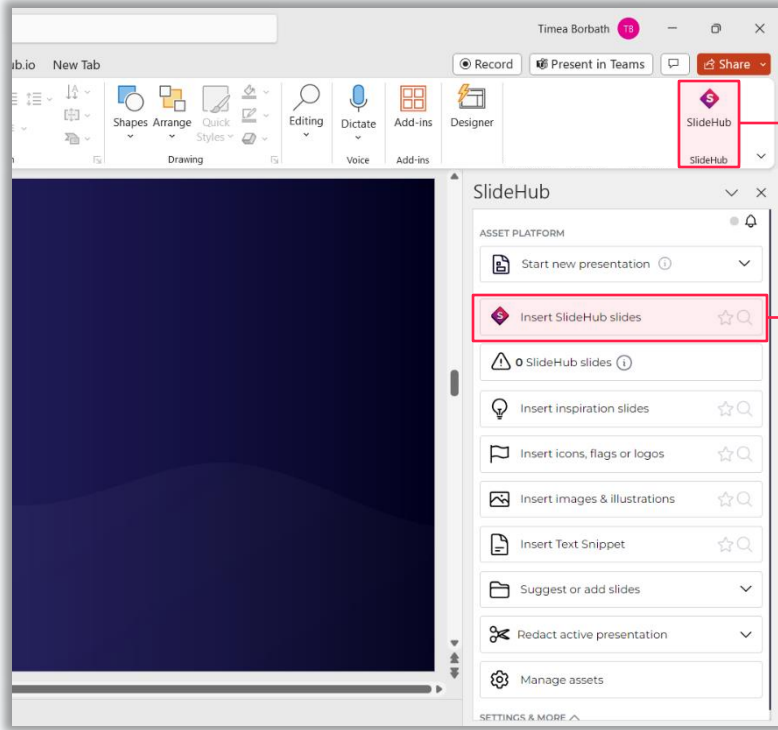 Timea Borbath TB
ub.io New Tab
Record Present in Teams Share
Shapes Arrange Quick Styles Editing Dictate Add-ins Designer SlideHub
Drawing Voice Add-ins SlideHub
SlideHub
ASSET PLATFORM
Start new presentation
Insert SlideHub slides
0 SlideHub slides
Insert inspiration slides
Insert icons, flags or logos
Insert images & illustrations
Insert Text Snippet
Suggest or add slides
Redact active presentation
Manage assets
SETTINGS & MORE